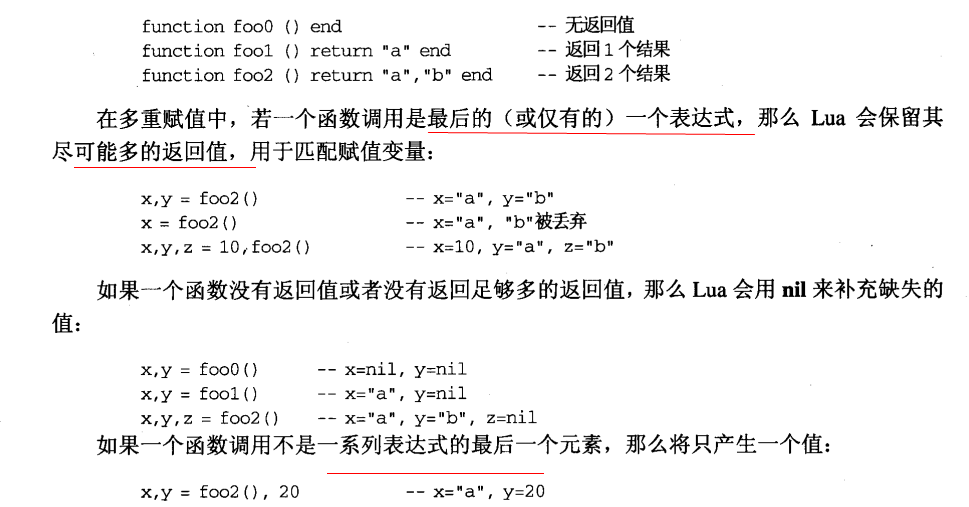 function foo0 () end -- 无返回值
function foo1 () return "a" end -- 返回1个结果
function foo2 () return "a","b" end -- 返回2个结果
在多重赋值中，若一个函数调用是最后的（或仅有的）一个表达式，那么 Lua 会保留其
尽可能多的返回值，用于匹配赋值变量：
x,y = foo2() -- x="a", y="b"
x = foo2() -- x="a", "b"被丢弃
x,y,z = 10,foo2() -- x=10, y="a", z="b"
如果一个函数没有返回值或者没有返回足够多的返回值，那么 Lua 会用 nil 来补充缺失的
值：
x,y = foo0() -- x=nil, y=nil
x,y = foo1() -- x="a", y=nil
x,y,z = foo2() -- x="a", y="b", z=nil
如果一个函数调用不是一系列表达式的最后一个元素，那么将只产生一个值：
x,y = foo2(), 20 -- x="a", y=20